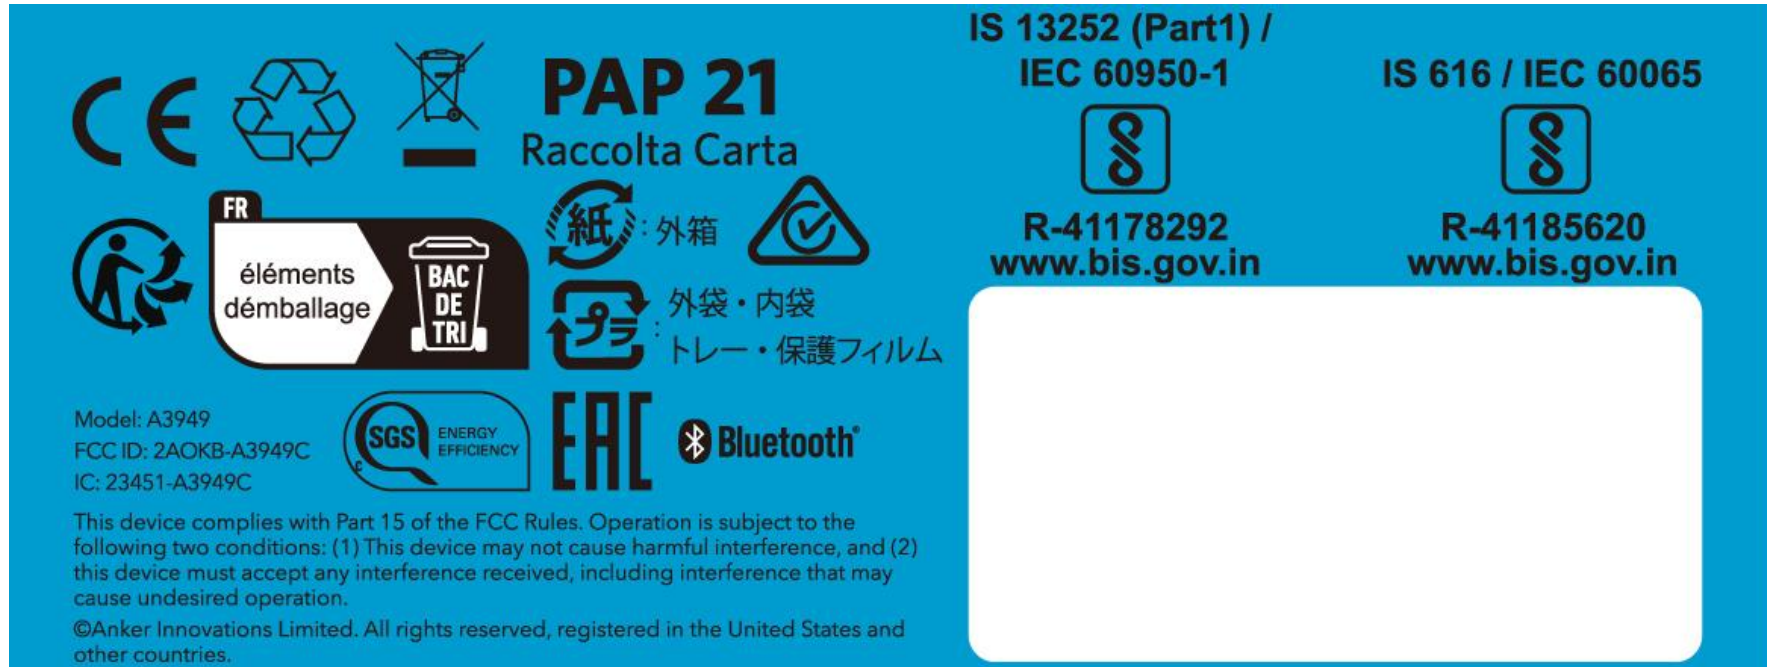 CE
PAP 21
Raccolta Carta
FR
éléments
démballage
BAC
DE
TRI
紙:外箱
プラ:外袋・内袋
トレー・保護フィルム
Model: A3949
FCC ID: 2AOKB-A3949C
IC: 23451-A3949C
SGS
C
ENERGY
EFFICIENCY
EAC
Bluetooth®
This device complies with Part 15 of the FCC Rules. Operation is subject to the
following two conditions: (1) This device may not cause harmful interference, and (2)
this device must accept any interference received, including interference that may
cause undesired operation.
©Anker Innovations Limited. All rights reserved, registered in the United States and
other countries.
IS 13252 (Part1) /
IEC 60950-1
R-41178292
www.bis.gov.in
IS 616 / IEC 60065
R-41185620
www.bis.gov.in